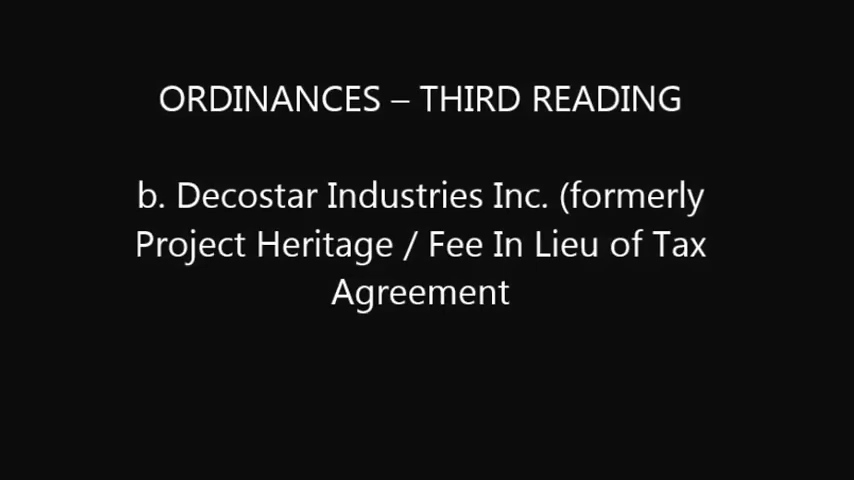 ORDINANCES – THIRD READING
b. Decostar Industries Inc. (formerly
Project Heritage / Fee In Lieu of Tax
Agreement